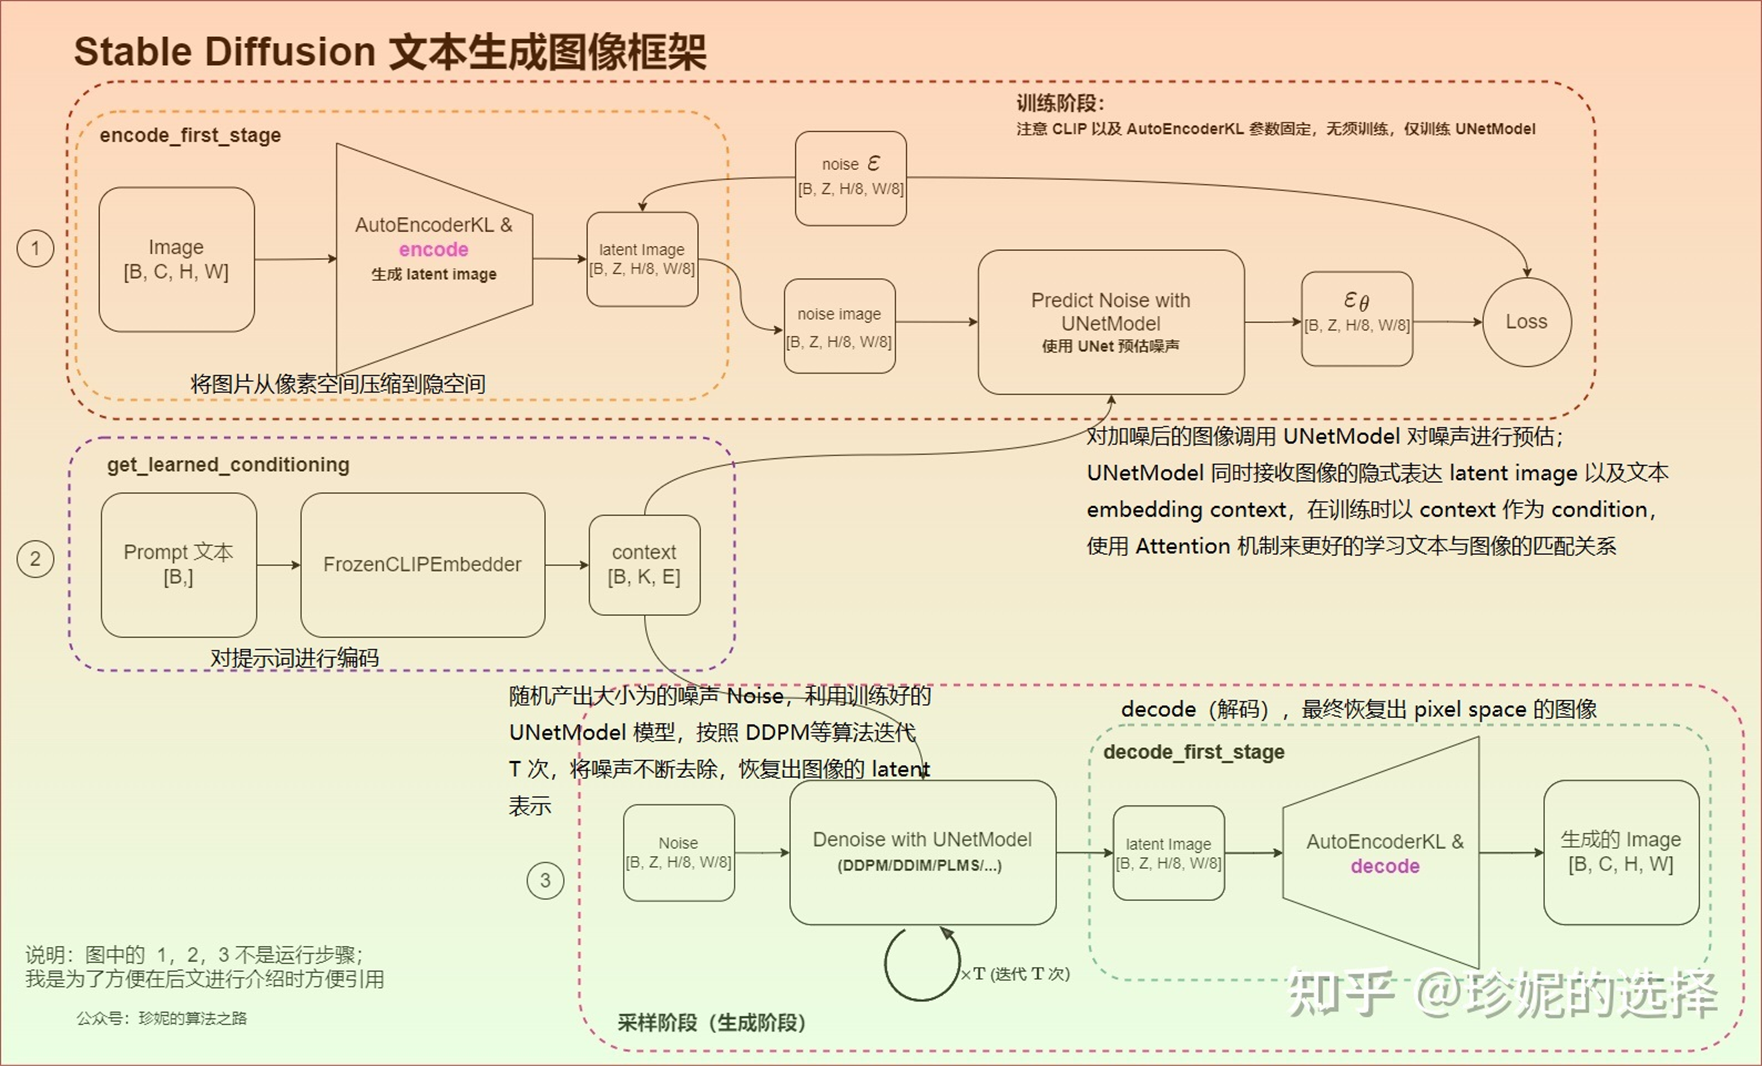 Stable Diffusion 文本生成图像框架
训练阶段：
注意 CLIP 以及 AutoEncoderKL 参数固定，无须训练，仅训练 UNetModel
encode_first_stage
1
Image
[B, C, H, W]
AutoEncoderKL &
encode
生成 latent image
latent Image
[B, Z, H/8, W/8]
noise ε
[B, Z, H/8, W/8]
noise image
[B, Z, H/8, W/8]
Predict Noise with
UNetModel
使用 UNet 预估噪声
ε_θ
[B, Z, H/8, W/8]
Loss
将图片从像素空间压缩到隐空间
对加噪后的图像调用 UNetModel 对噪声进行预估；
UNetModel 同时接收图像的隐式表达 latent image 以及文本
embedding context，在训练时以 context 作为 condition，
使用 Attention 机制来更好的学习文本与图像的匹配关系
get_learned_conditioning
2
Prompt 文本
[B,]
FrozenCLIPEmbedder
context
[B, K, E]
对提示词进行编码
随机产出大小为的噪声 Noise，利用训练好的
UNetModel 模型，按照 DDPM等算法迭代
T 次，将噪声不断去除，恢复出图像的 latent
表示
decode（解码），最终恢复出 pixel space 的图像
decode_first_stage
3
Noise
[B, Z, H/8, W/8]
Denoise with UNetModel
(DDPM/DDIM/PLMS/...)
×T (迭代 T 次)
latent Image
[B, Z, H/8, W/8]
AutoEncoderKL &
decode
生成的 Image
[B, C, H, W]
采样阶段（生成阶段）
说明：图中的 1，2，3 不是运行步骤；
我是为了方便在后文进行介绍时方便引用
公众号：珍妮的算法之路
知乎 @珍妮的选择